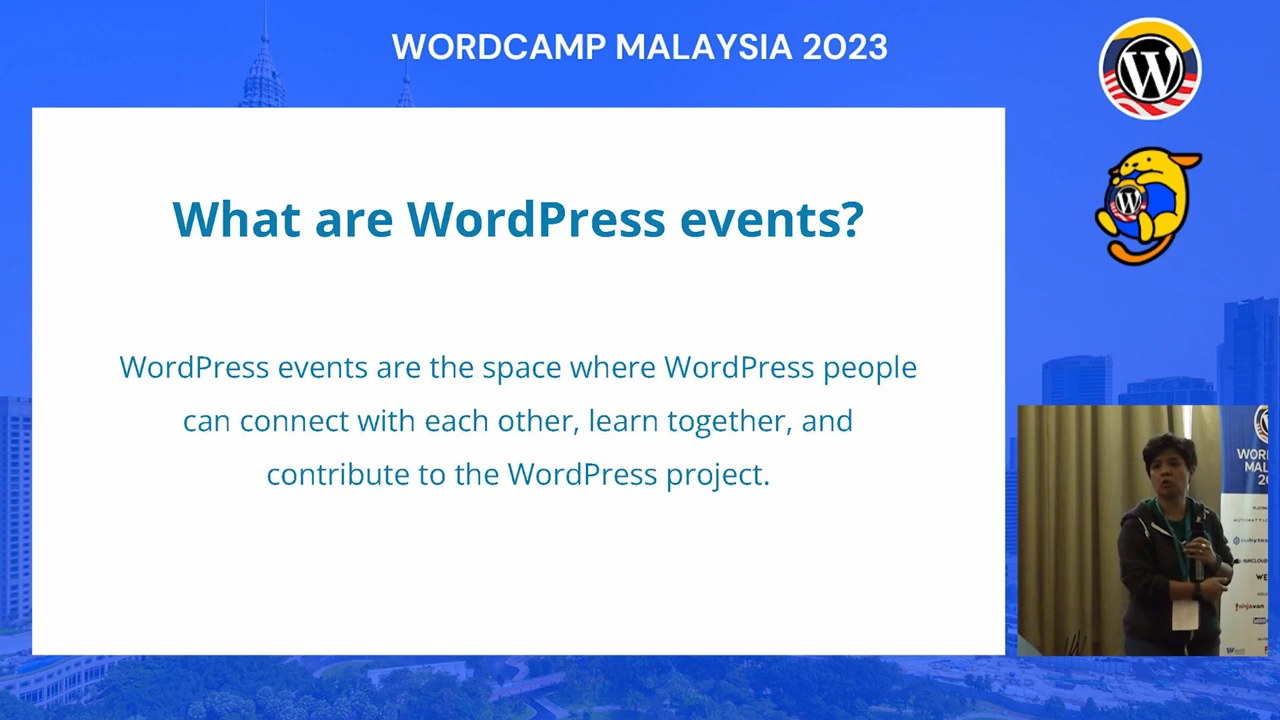 WORDCAMP MALAYSIA 2023
What are WordPress events?
WordPress events are the space where WordPress people
can connect with each other, learn together, and
contribute to the WordPress project.